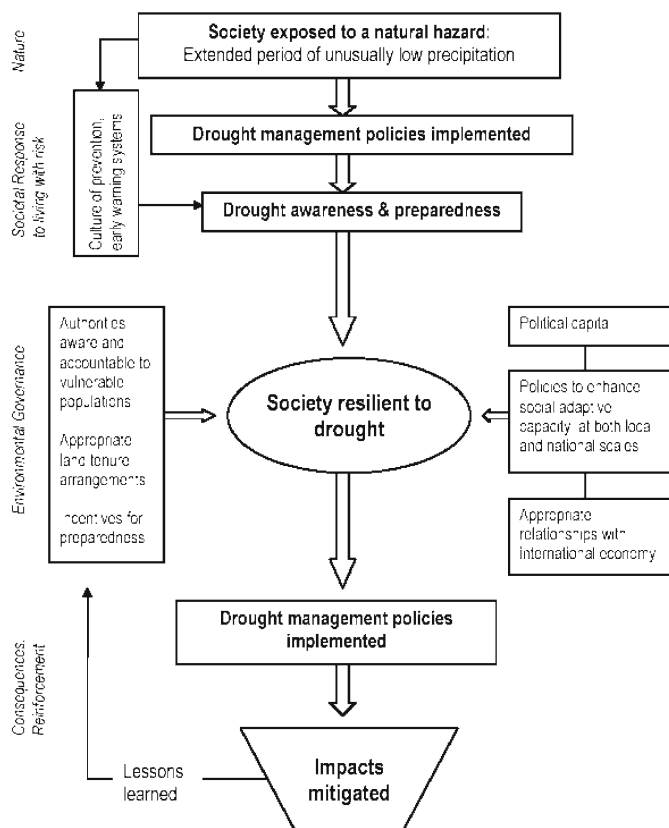 Nature
Society exposed to a natural hazard:
Extended period of unusually low precipitation
Societal Response
to living with risk
Culture of prevention,
early warning systems
Drought management policies implemented
Drought awareness & preparedness
Environmental Governance
Authorities
aware and
accountable to
vulnerable
populations
Appropriate
land tenure
arrangements
Incentives for
preparedness
Society resilient to
drought
Political capita
Policies to enhance
social adaptive
capacity at both loca
and national scales
Appropriate
relationships with
international economy
Consequences,
Reinforcement
Drought management policies
implemented
Lessons
learned
Impacts
mitigated